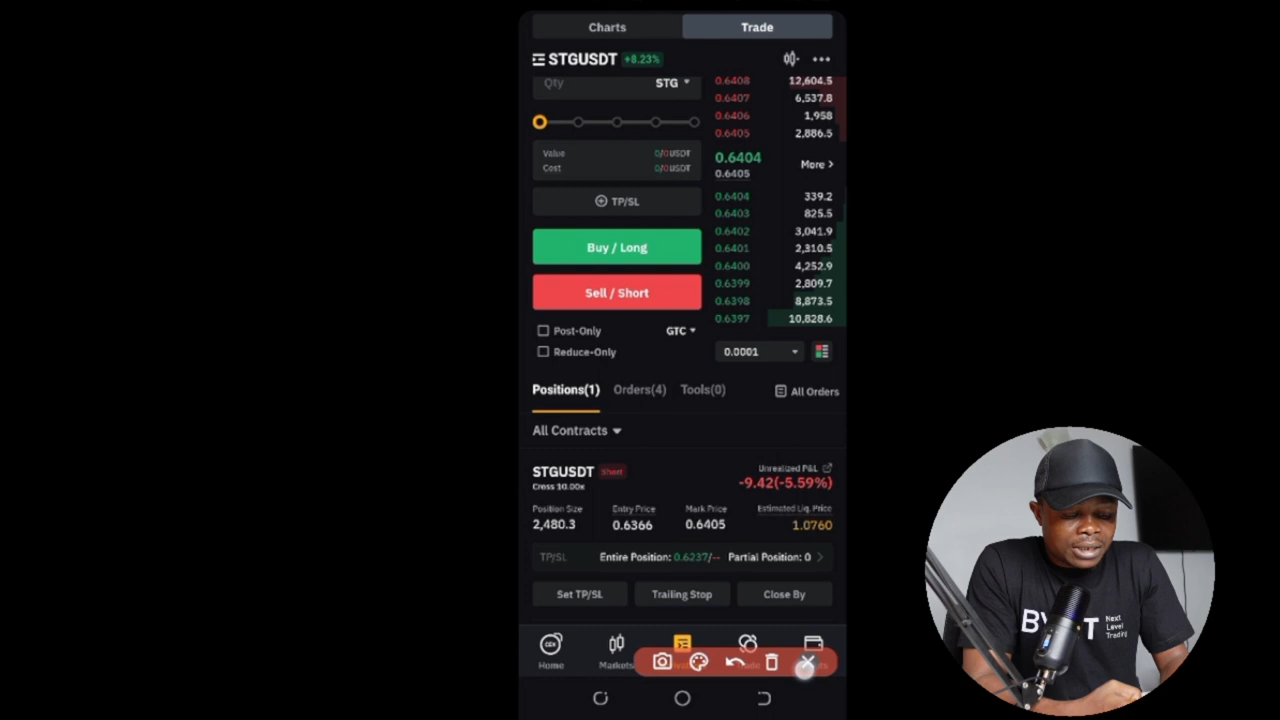 Charts Trade
STGUSDT +8.23%
Qty STG
0.6408 12,604.5
0.6407 6,537.8
0.6406 1,958
0.6405 2,886.5
Value 0/0 USDT
Cost 0/0 USDT
0.6404 More >
0.6405
TP/SL
0.6404 339.2
0.6403 825.5
0.6402 3,041.9
0.6401 2,310.5
0.6400 4,252.9
0.6399 2,809.7
0.6398 8,873.5
0.6397 10,828.6
Buy / Long
Sell / Short
Post-Only GTC
Reduce-Only
0.0001
Positions(1) Orders(4) Tools(0) All Orders
All Contracts
STGUSDT Short
Cross 10.00x
Unrealized P&L
-9.42(-5.59%)
Position Size Entry Price Mark Price Estimated Liq. Price
2,480.3 0.6366 0.6405 1.0760
TP/SL Entire Position: 0.6237/-- Partial Position: 0 >
Set TP/SL Trailing Stop Close By
Home Markets
Next
Level
Trading